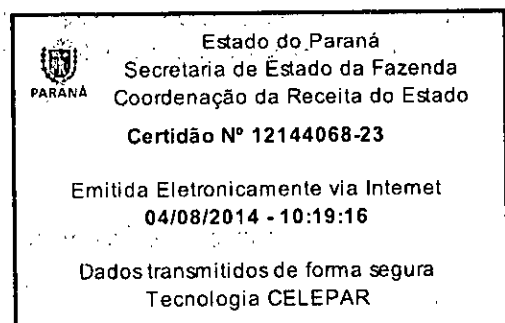 Estado do Paraná
Secretaria de Estado da Fazenda
PARANÁ
Coordenação da Receita do Estado
Certidão Nº 12144068-23
Emitida Eletronicamente via Internet
04/08/2014 - 10:19:16
Dados transmitidos de forma segura
Tecnologia CELEPAR